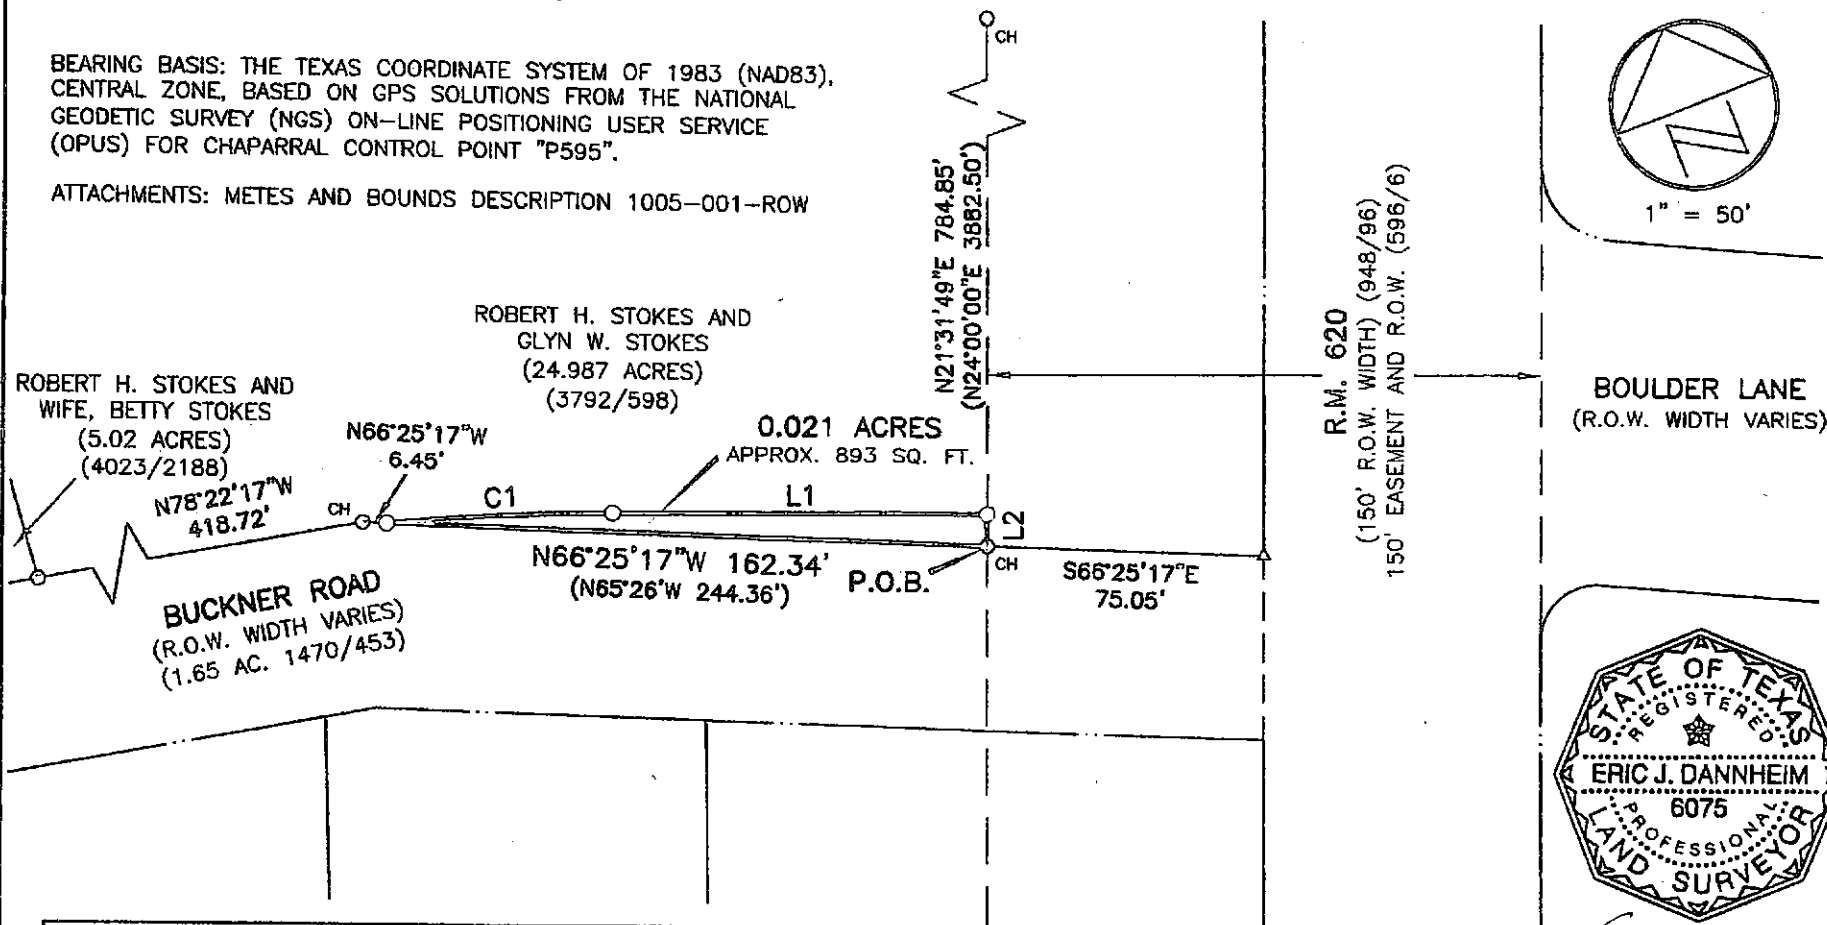 BEARING BASIS: THE TEXAS COORDINATE SYSTEM OF 1983 (NAD83),
CENTRAL ZONE, BASED ON GPS SOLUTIONS FROM THE NATIONAL
GEODETIC SURVEY (NGS) ON-LINE POSITIONING USER SERVICE
(OPUS) FOR CHAPARRAL CONTROL POINT "P595".
ATTACHMENTS: METES AND BOUNDS DESCRIPTION 1005-001-ROW
CH
N
1" = 50'
N21°31'49"E 784.85'
(N24°00'00"E 3882.50')
R.M. 620
(150' R.O.W. WIDTH) (948/96)
150' EASEMENT AND R.O.W. (596/6)
BOULDER LANE
(R.O.W. WIDTH VARIES)
ROBERT H. STOKES AND
GLYN W. STOKES
(24.987 ACRES)
(3792/598)
ROBERT H. STOKES AND
WIFE, BETTY STOKES
(5.02 ACRES)
(4023/2188)
N66°25'17"W
6.45'
0.021 ACRES
APPROX. 893 SQ. FT.
N78°22'17"W
418.72'
CH
C1
L1
L2
N66°25'17"W 162.34'
(N65°26'W 244.36')
P.O.B.
CH
S66°25'17"E
75.05'
BUCKNER ROAD
(R.O.W. WIDTH VARIES)
(1.65 AC. 1470/453)
STATE OF TEXAS
REGISTERED
ERIC J. DANNHEIM
6075
PROFESSIONAL
LAND SURVEYOR